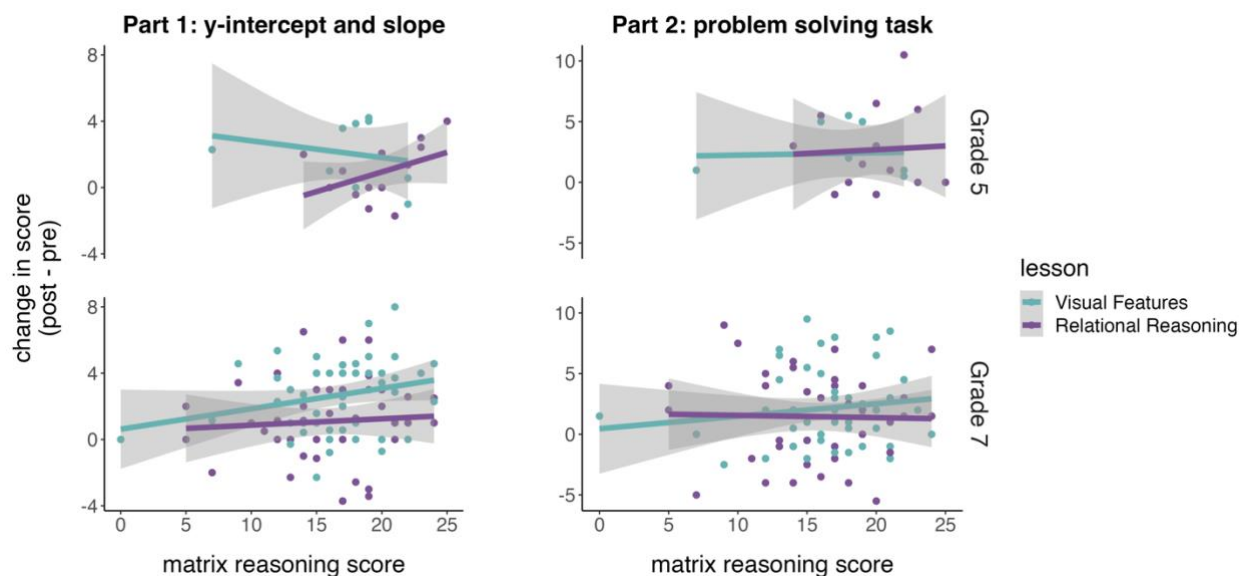 Part 1: y-intercept and slope
Part 2: problem solving task
8
4
0
-4
10
5
0
-5
Grade 5
change in score
(post - pre)
lesson
Visual Features
Relational Reasoning
8
4
0
-4
10
5
0
-5
Grade 7
0 5 10 15 20 25
0 5 10 15 20 25
matrix reasoning score
matrix reasoning score